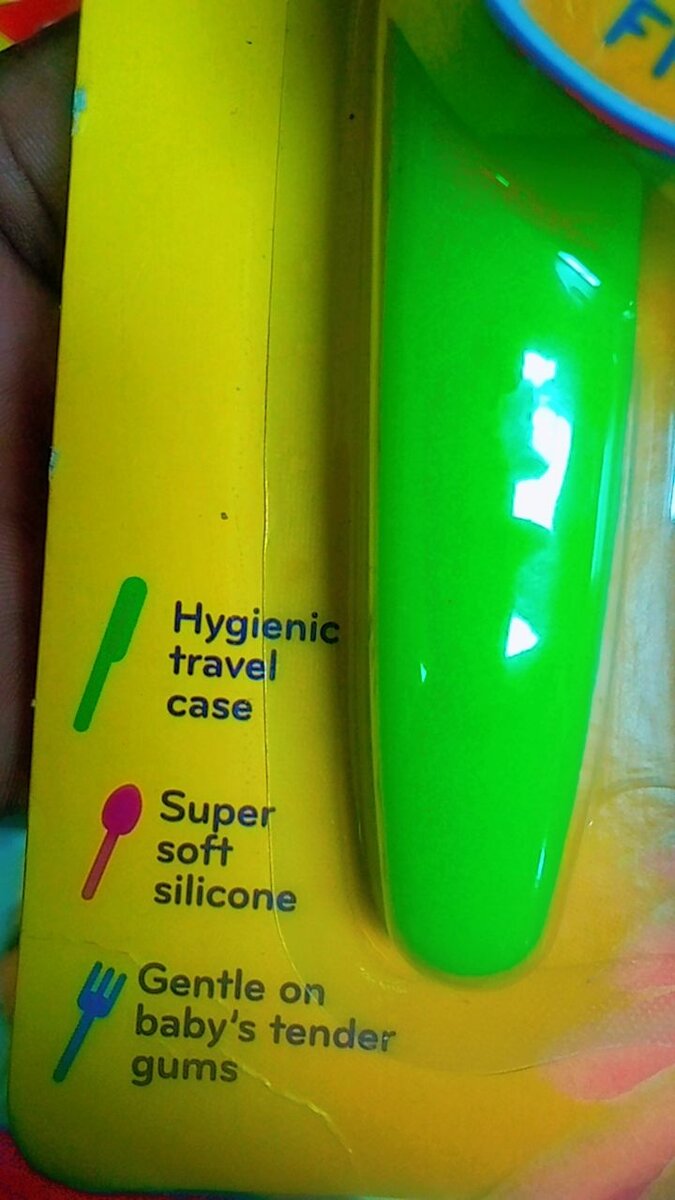 Hygienic
travel
case
Super
soft
silicone
Gentle on
baby's tender
gums